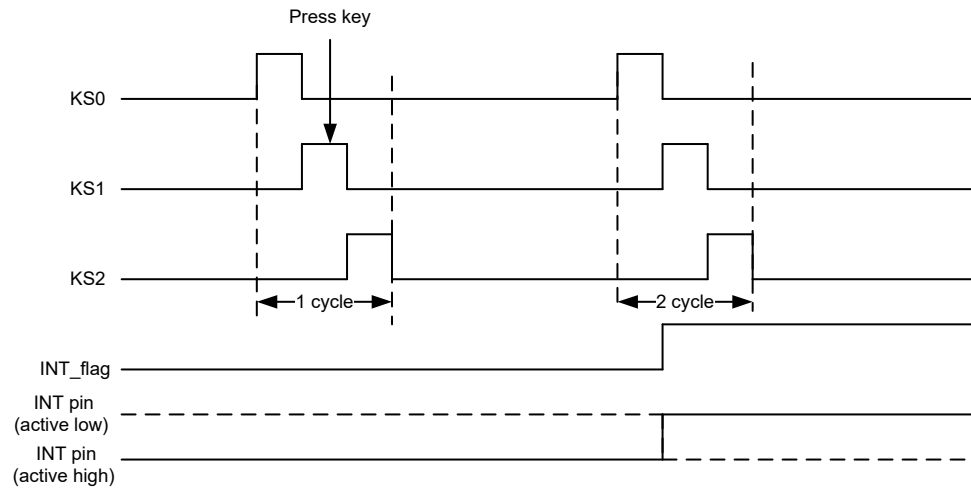 Press key
KS0
KS1
KS2
1 cycle
2 cycle
INT_flag
INT pin
(active low)
INT pin
(active high)